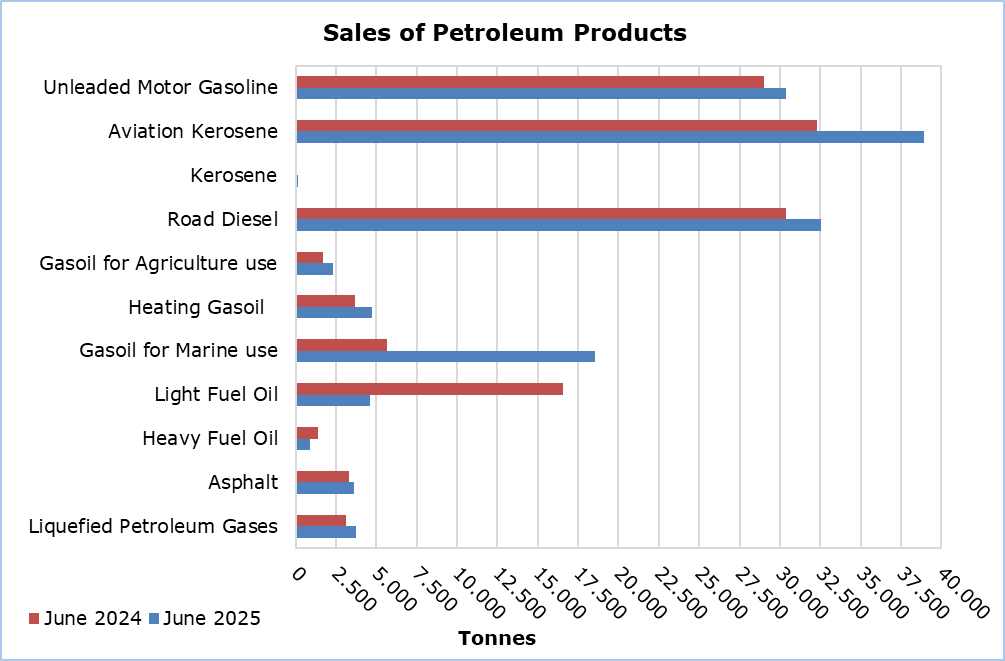 Sales of Petroleum Products
Unleaded Motor Gasoline
Aviation Kerosene
Kerosene
Road Diesel
Gasoil for Agriculture use
Heating Gasoil
Gasoil for Marine use
Light Fuel Oil
Heavy Fuel Oil
Asphalt
Liquefied Petroleum Gases
0 2.500 5.000 7.500 10.000 12.500 15.000 17.500 20.000 22.500 25.000 27.500 30.000 32.500 35.000 37.500 40.000
June 2024 June 2025
Tonnes